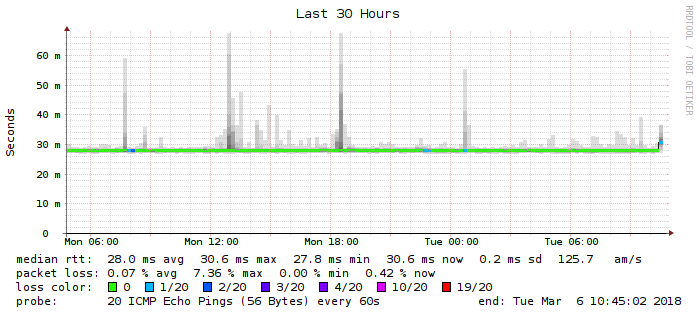 Last 30 Hours
RRDTOOL / TOBI OETIKER
Seconds
60 m
50 m
40 m
30 m
20 m
10 m
0
Mon 06:00 Mon 12:00 Mon 18:00 Tue 00:00 Tue 06:00
median rtt: 28.0 ms avg 30.6 ms max 27.8 ms min 30.6 ms now 0.2 ms sd 125.7 am/s
packet loss: 0.07 % avg 7.36 % max 0.00 % min 0.42 % now
loss color: 0 1/20 2/20 3/20 4/20 10/20 19/20
probe: 20 ICMP Echo Pings (56 Bytes) every 60s end: Tue Mar 6 10:45:02 2018